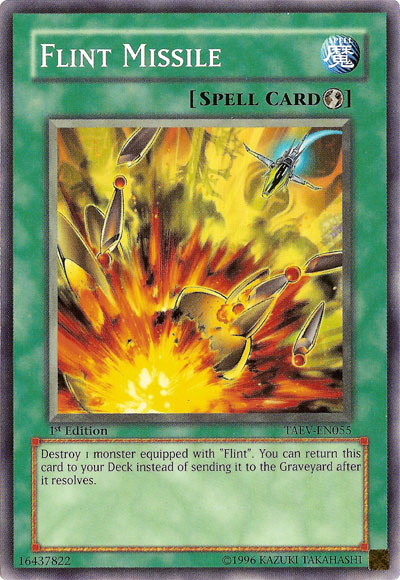 FLINT MISSILE
SPELL
魔
[SPELL CARD]
1st Edition TAEV-EN055
Destroy 1 monster equipped with "Flint". You can return this
card to your Deck instead of sending it to the Graveyard after
it resolves.
16437822 ©1996 KAZUKI TAKAHASHI